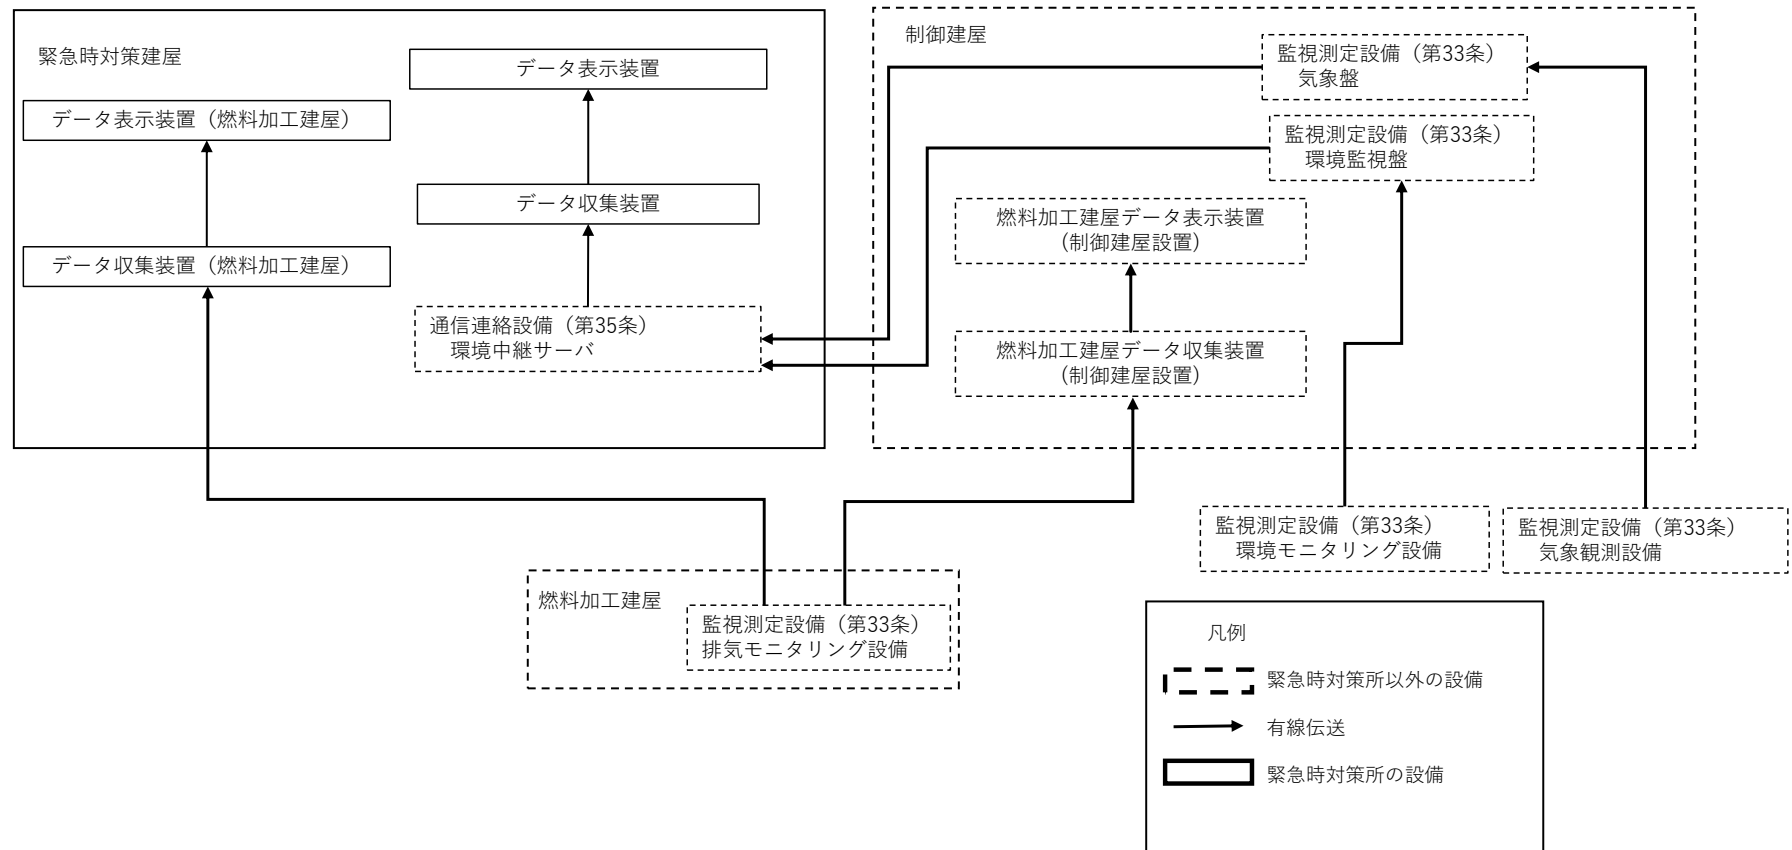 緊急時対策建屋
データ表示装置
データ表示装置（燃料加工建屋）
データ収集装置
データ収集装置（燃料加工建屋）
通信連絡設備（第35条）
環境中継サーバ
制御建屋
監視測定設備（第33条）
気象盤
監視測定設備（第33条）
環境監視盤
燃料加工建屋データ表示装置
（制御建屋設置）
燃料加工建屋データ収集装置
（制御建屋設置）
監視測定設備（第33条）
環境モニタリング設備
監視測定設備（第33条）
気象観測設備
燃料加工建屋
監視測定設備（第33条）
排気モニタリング設備
凡例
緊急時対策所以外の設備
有線伝送
緊急時対策所の設備